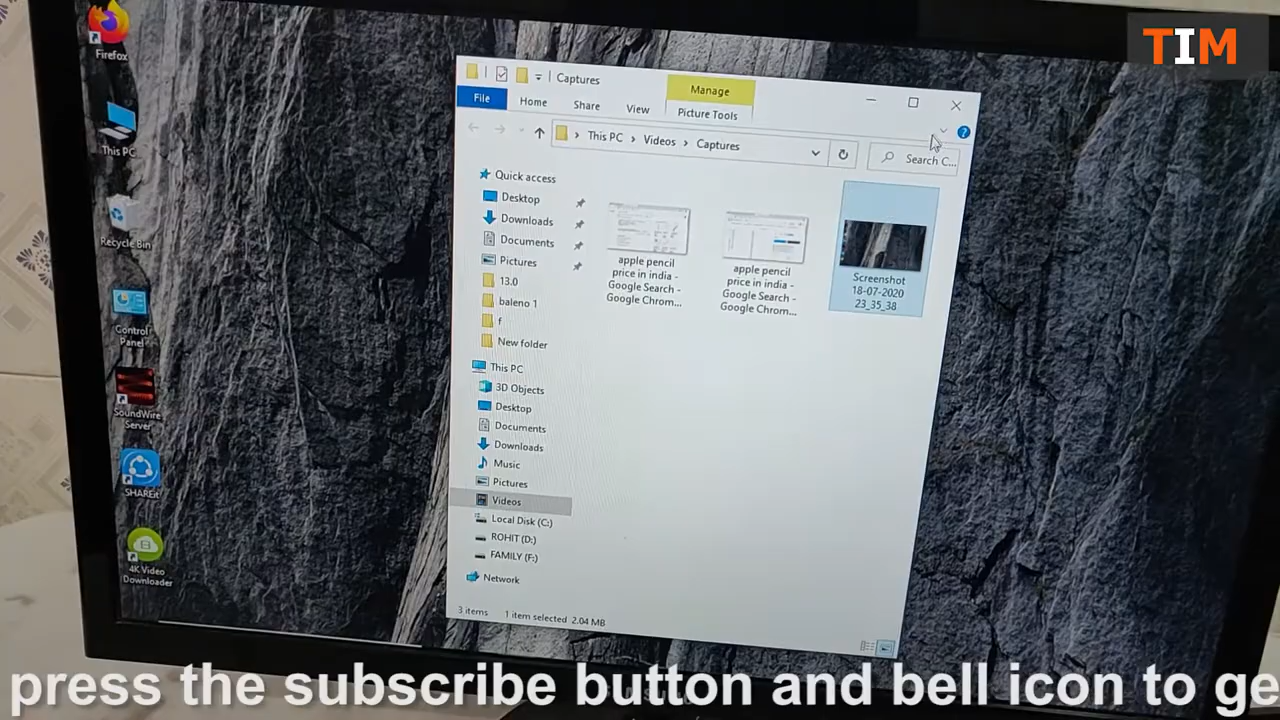 TIM
Firefox
This PC
Recycle Bin
Control
Panel
SoundWire
Server
SHAREit
4K Video
Downloader
Captures
Manage
File
Home
Share
View
Picture Tools
This PC
Videos
Captures
Search C...
Quick access
Desktop
Downloads
Documents
Pictures
13.0
baleno 1
f
New folder
This PC
3D Objects
Desktop
Documents
Downloads
Music
Pictures
Videos
Local Disk (C:)
ROHIT (D:)
FAMILY (F:)
Network
apple pencil
price in india -
Google Search -
Google Chrom...
apple pencil
price in india -
Google Search -
Google Chrom...
Screenshot
18-07-2020
23_35_38
3 items
1 item selected 2.04 MB
press the subscribe button and bell icon to ge